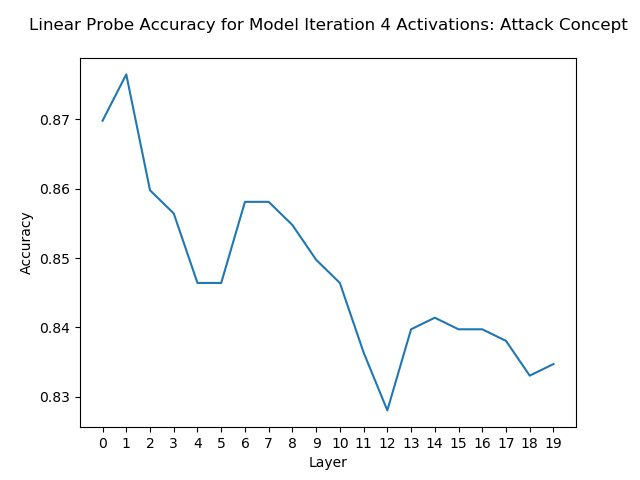 Linear Probe Accuracy for Model Iteration 4 Activations: Attack Concept
0.87
0.86
0.85
0.84
0.83
Accuracy
0 1 2 3 4 5 6 7 8 9 10 11 12 13 14 15 16 17 18 19
Layer